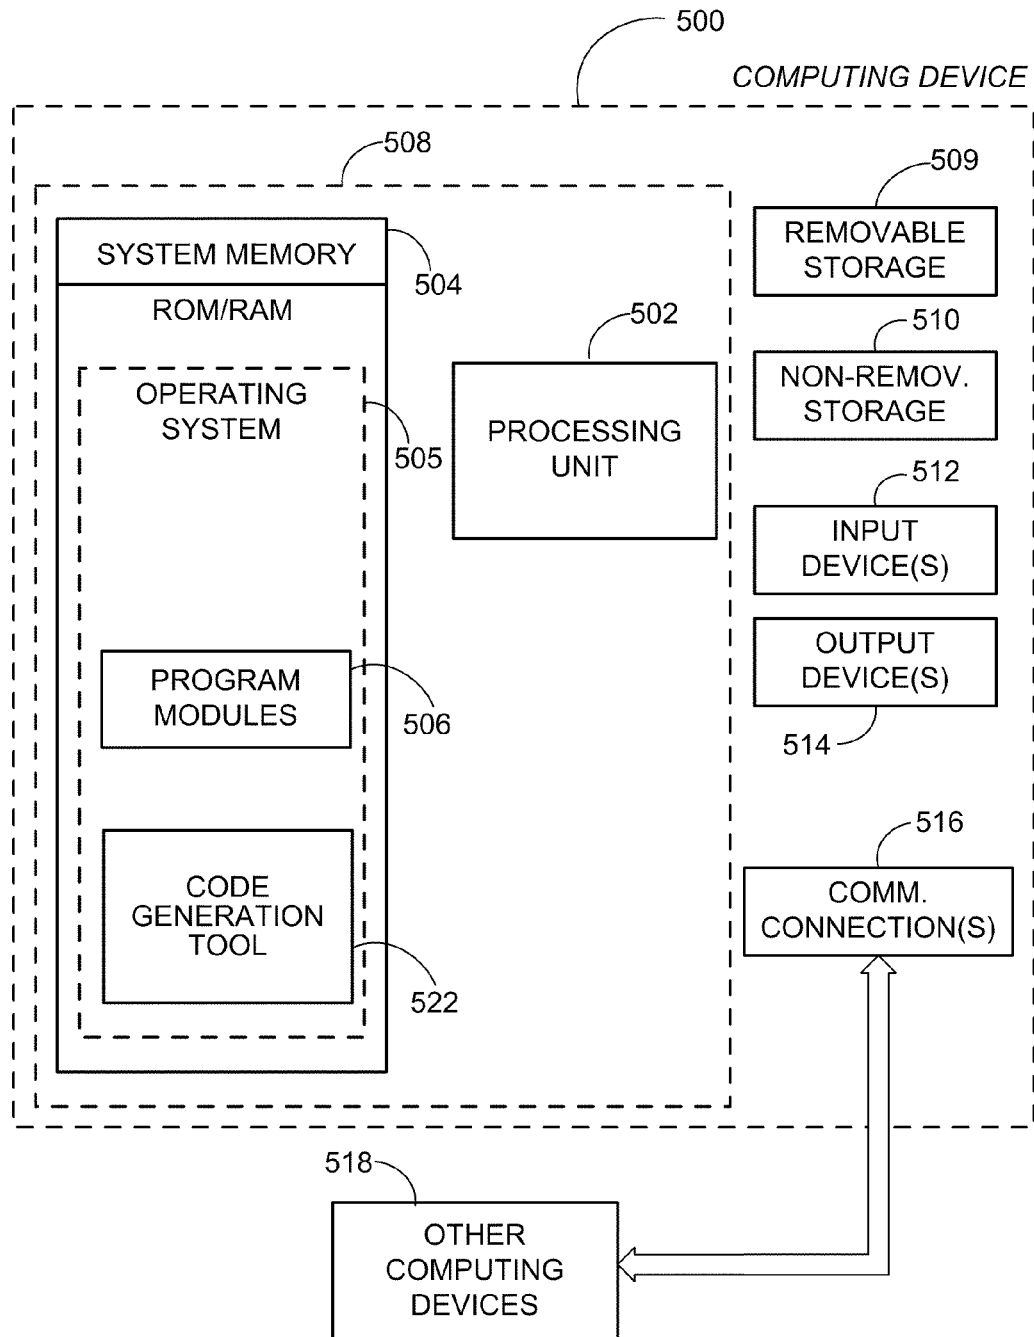 500
COMPUTING DEVICE
508
509
REMOVABLE
STORAGE
SYSTEM MEMORY
504
ROM/RAM
502
510
NON-REMOV.
STORAGE
OPERATING
SYSTEM
505
PROCESSING
UNIT
512
INPUT
DEVICE(S)
OUTPUT
DEVICE(S)
514
PROGRAM
MODULES
506
516
COMM.
CONNECTION(S)
CODE
GENERATION
TOOL
522
518
OTHER
COMPUTING
DEVICES